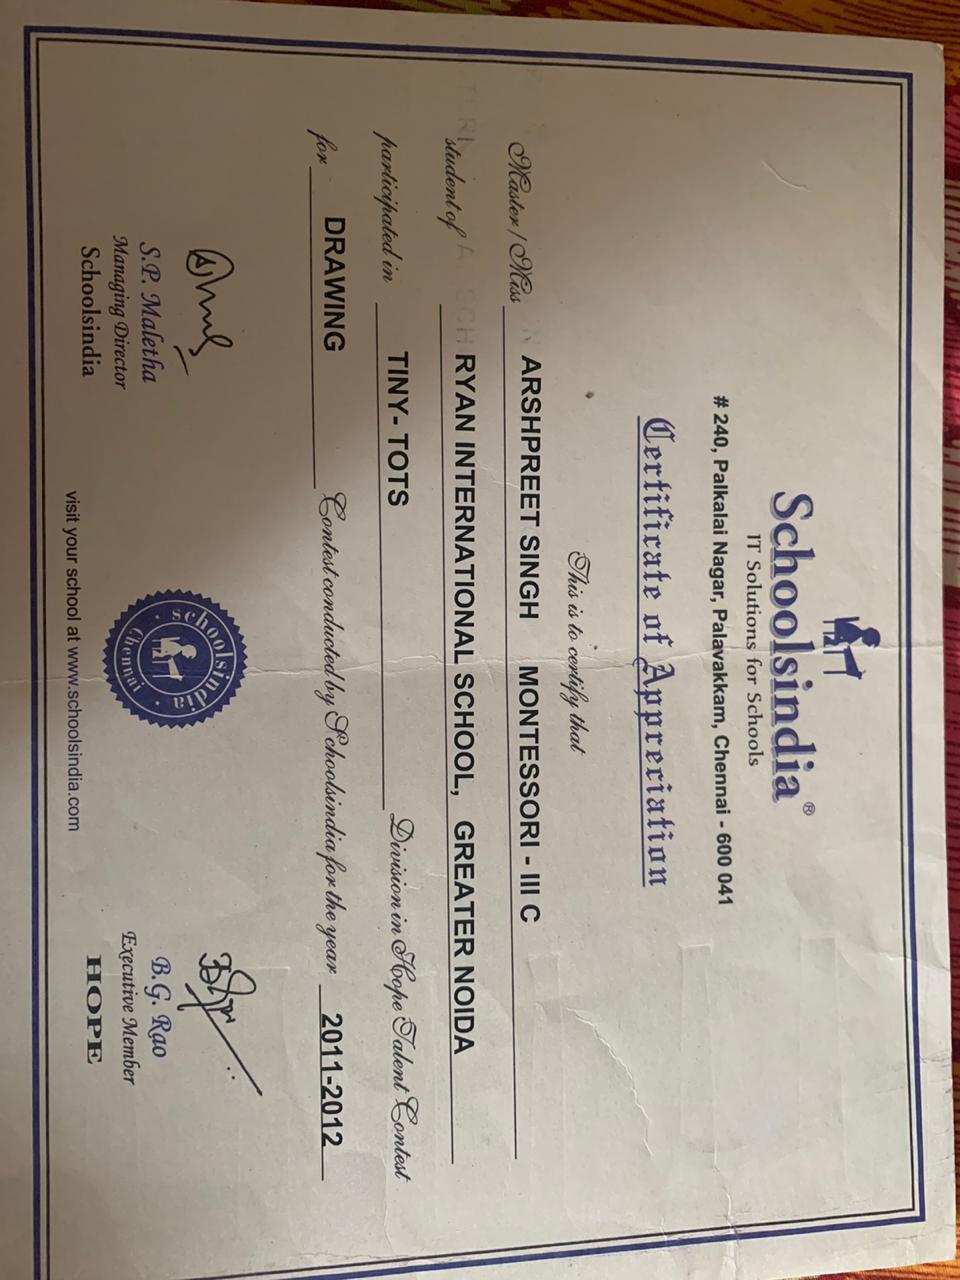 Schoolsindia®
IT Solutions for Schools
# 240, Palkalai Nagar, Palavakkam, Chennai - 600 041
Certificate of Appreciation
This is to certify that
Master / Miss ARSHPREET SINGH MONTESSORI - III C
student of RYAN INTERNATIONAL SCHOOL, GREATER NOIDA
participated in TINY- TOTS Division in Hope Talent Contest
for DRAWING Contest conducted by Schoolsindia for the year 2011-2012
S.P. Maletha
Managing Director
Schoolsindia
schoolsindia
Chennai
B.G. Rao
Executive Member
HOPE
visit your school at www.schoolsindia.com